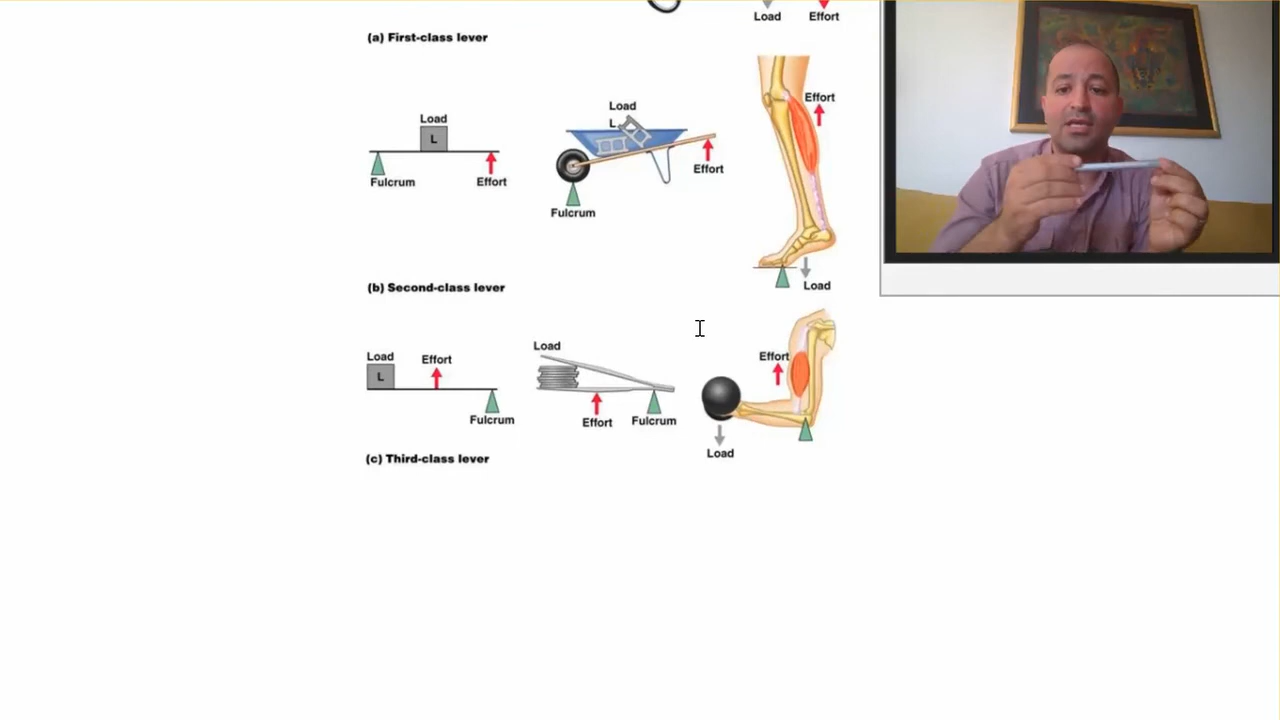 Load Effort
(a) First-class lever
Load
L
Fulcrum
Effort
Load
L
Effort
Fulcrum
Effort
Load
(b) Second-class lever
Load
L
Effort
Fulcrum
Load
Effort
Fulcrum
Effort
Load
(c) Third-class lever